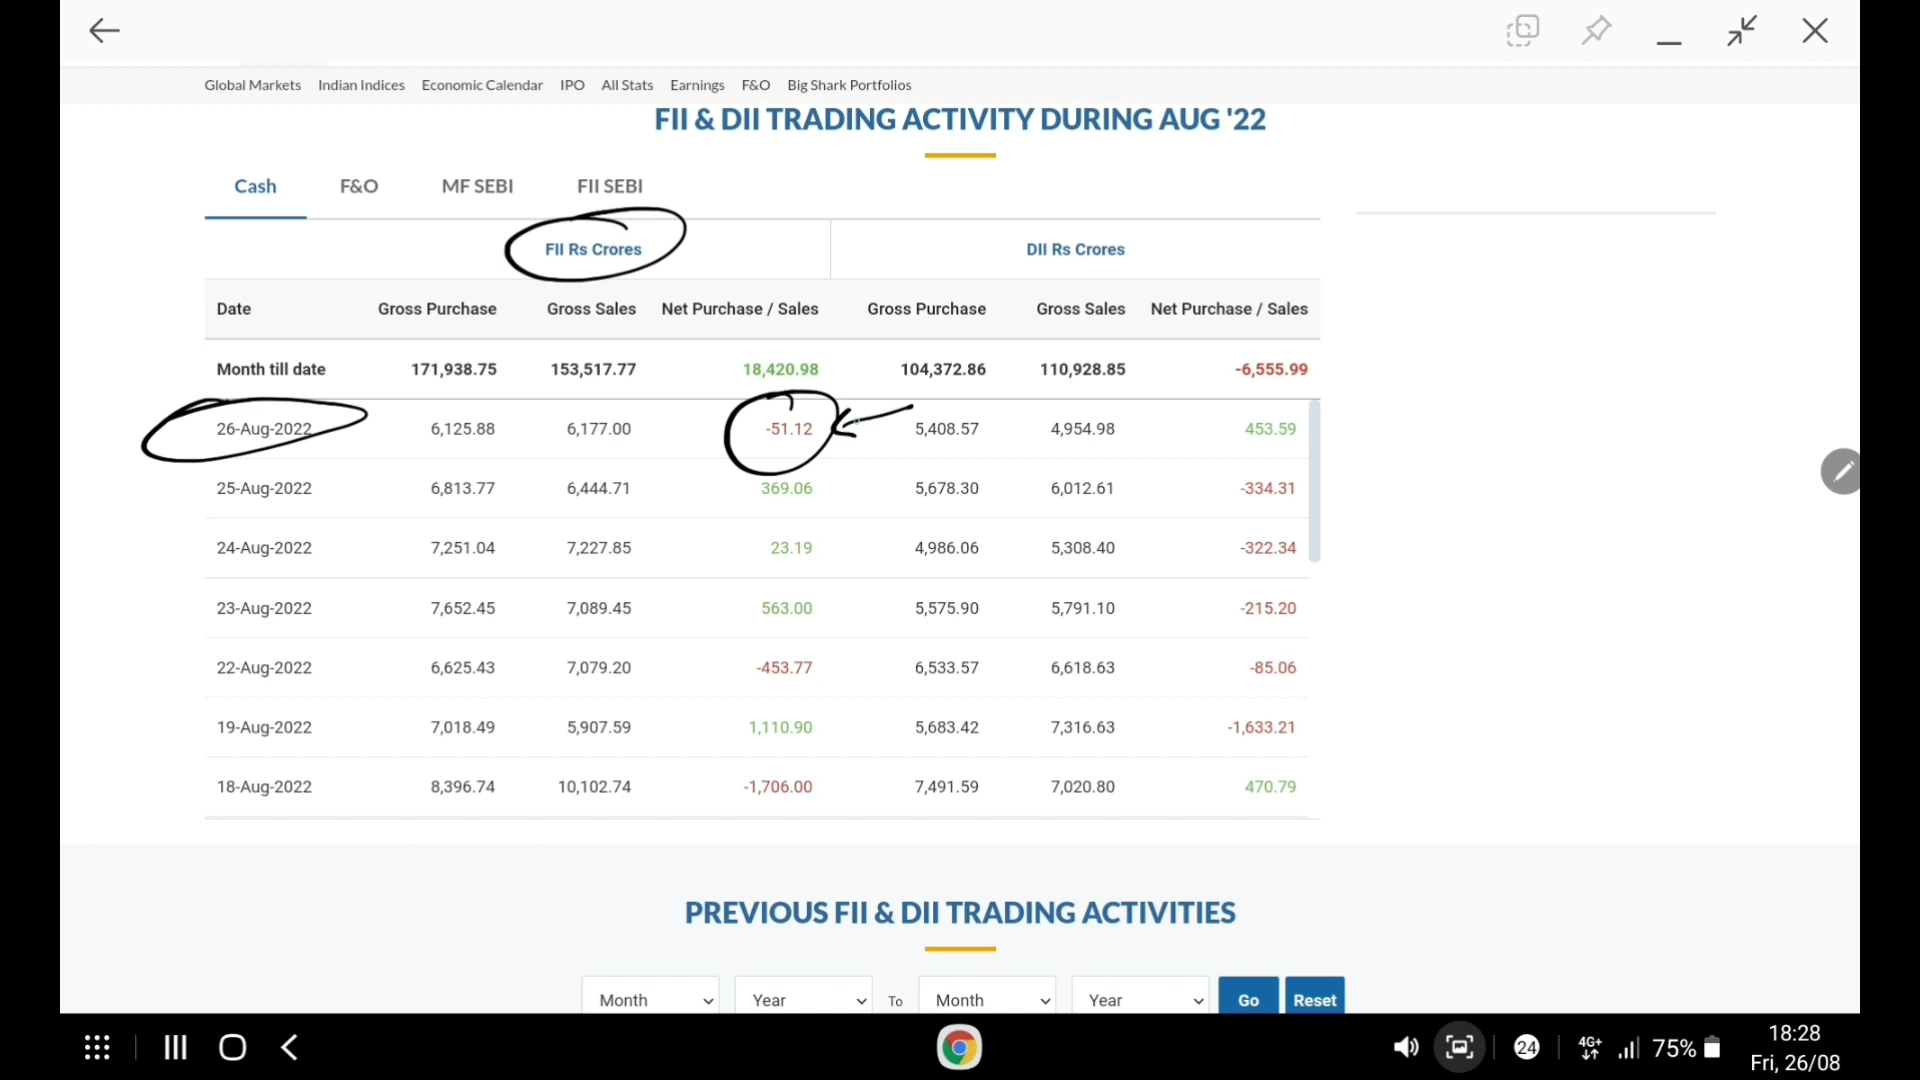 Global Markets Indian Indices Economic Calendar IPO All Stats Earnings F&O Big Shark Portfolios
FII & DII TRADING ACTIVITY DURING AUG '22
Cash F&O MF SEBI FII SEBI
FII Rs Crores DII Rs Crores
Date Gross Purchase Gross Sales Net Purchase / Sales Gross Purchase Gross Sales Net Purchase / Sales
Month till date 171,938.75 153,517.77 18,420.98 104,372.86 110,928.85 -6,555.99
26-Aug-2022 6,125.88 6,177.00 -51.12 5,408.57 4,954.98 453.59
25-Aug-2022 6,813.77 6,444.71 369.06 5,678.30 6,012.61 -334.31
24-Aug-2022 7,251.04 7,227.85 23.19 4,986.06 5,308.40 -322.34
23-Aug-2022 7,652.45 7,089.45 563.00 5,575.90 5,791.10 -215.20
22-Aug-2022 6,625.43 7,079.20 -453.77 6,533.57 6,618.63 -85.06
19-Aug-2022 7,018.49 5,907.59 1,110.90 5,683.42 7,316.63 -1,633.21
18-Aug-2022 8,396.74 10,102.74 -1,706.00 7,491.59 7,020.80 470.79
PREVIOUS FII & DII TRADING ACTIVITIES
Month Year To Month Year Go Reset
24 4G+ 75% 18:28
Fri, 26/08